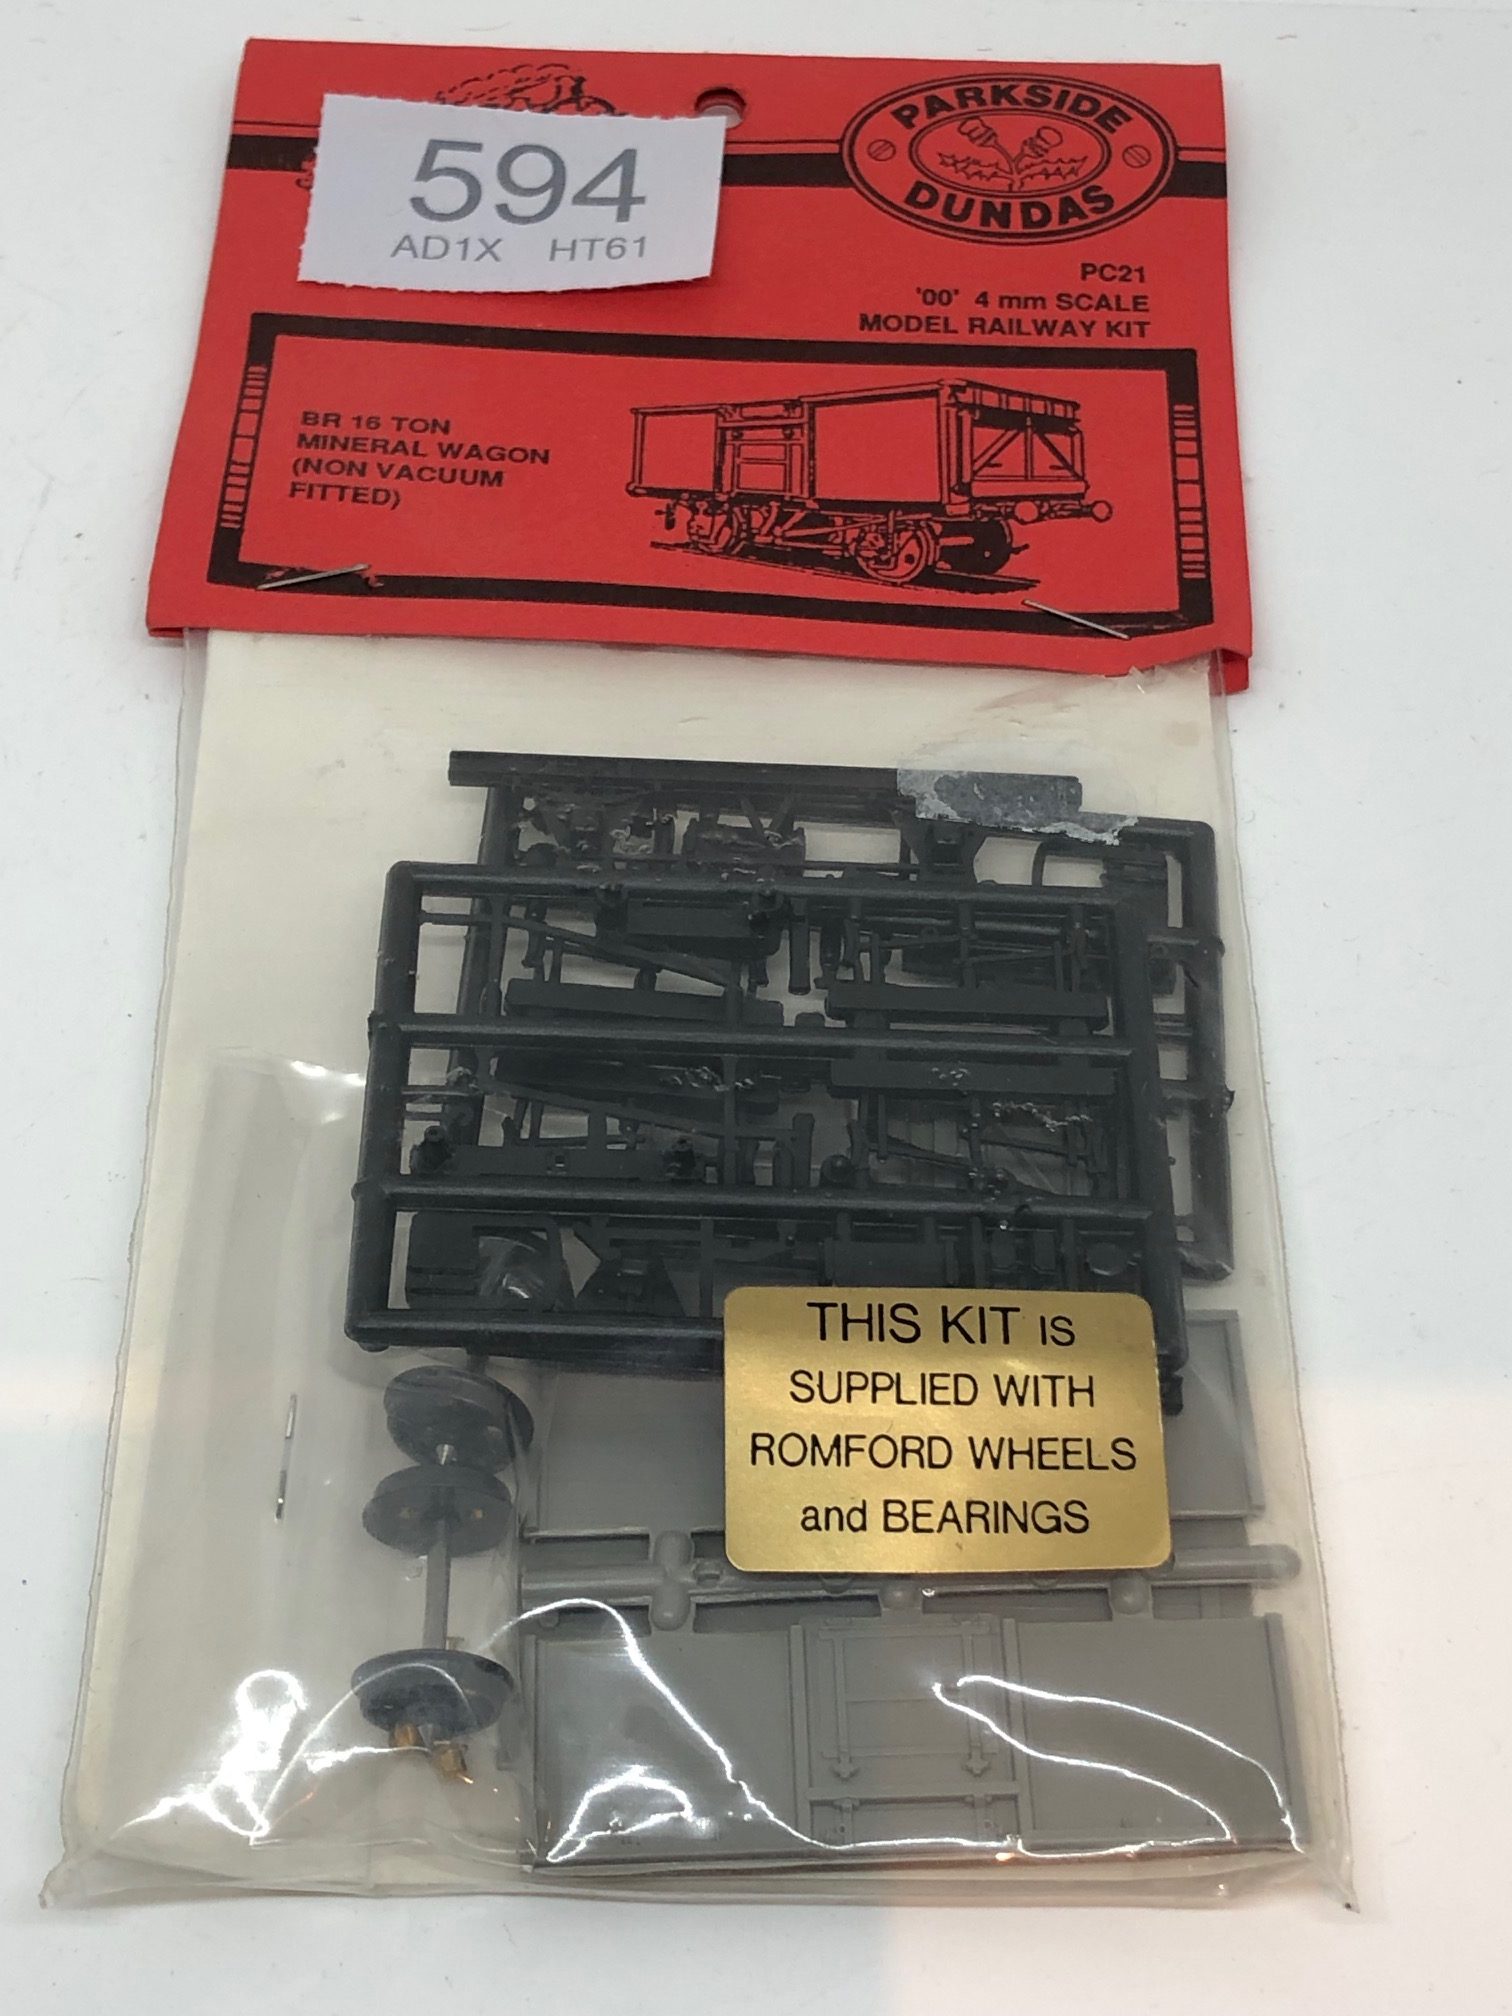 594
AD1X HT61
PARKSIDE
DUNDAS
PC21
'00' 4 mm SCALE
MODEL RAILWAY KIT
BR 16 TON
MINERAL WAGON
(NON VACUUM
FITTED)
THIS KIT IS
SUPPLIED WITH
ROMFORD WHEELS
and BEARINGS